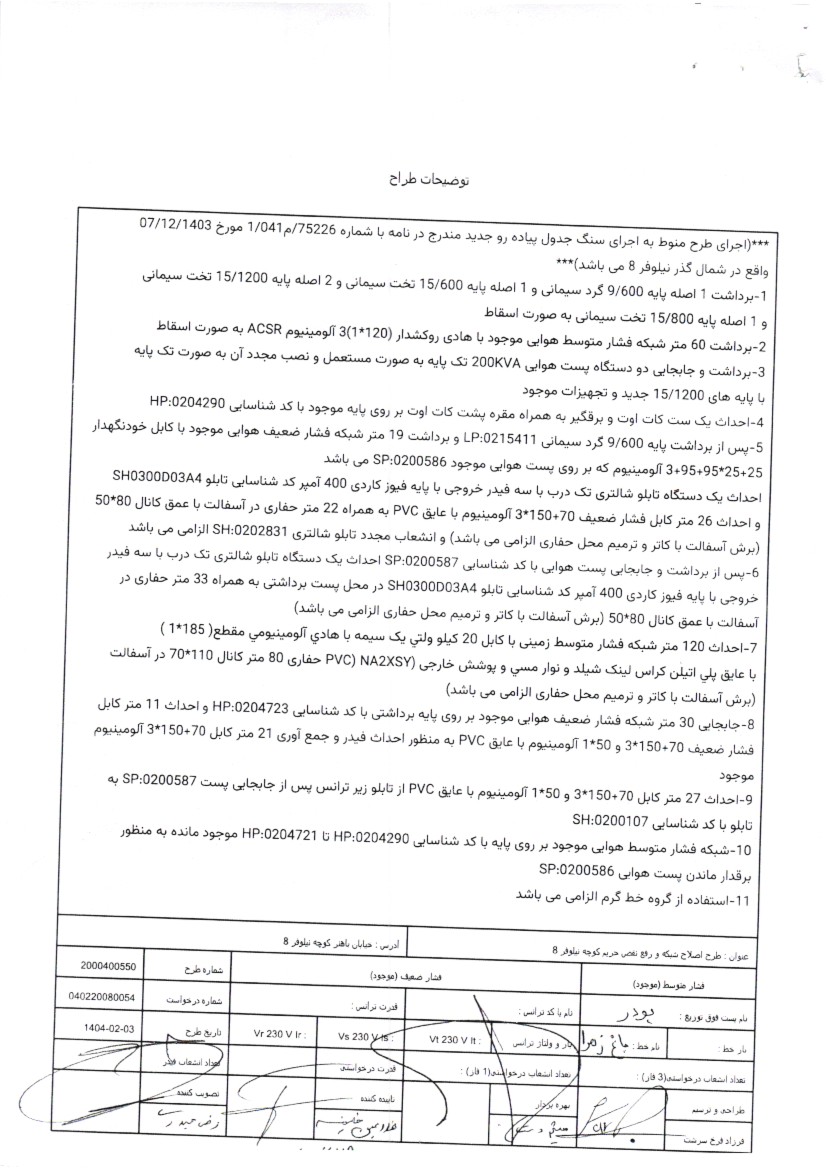 توضیحات طراح
***(اجرای طرح منوط به اجرای سنگ جدول پیاده رو جدید مندرج در نامه با شماره 75226/م1/041 مورخ 07/12/1403
واقع در شمال گذر نیلوفر 8 می باشد)***
1-برداشت 1 اصله پایه 9/600 گرد سیمانی و 1 اصله پایه 15/600 تخت سیمانی و 2 اصله پایه 15/1200 تخت سیمانی
و 1 اصله پایه 15/800 تخت سیمانی به صورت اسقاط
2-برداشت 60 متر شبکه فشار متوسط هوایی موجود با هادی روکشدار (120*1)3 آلومینیوم ACSR به صورت اسقاط
3-برداشت و جابجایی دو دستگاه پست هوایی 200KVA تک پایه به صورت مستعمل و نصب مجدد آن به صورت تک پایه
با پایه های 15/1200 جدید و تجهیزات موجود
4-احداث یک ست کات اوت و برقگیر به همراه مقره پشت کات اوت بر روی پایه موجود با کد شناسایی HP:0204290
5-پس از برداشت پایه 9/600 گرد سیمانی LP:0215411 و برداشت 19 متر شبکه فشار ضعیف هوایی موجود با کابل خودنگهدار
25+25*95+95+3 آلومینیوم که بر روی پست هوایی موجود SP:0200586 می باشد
احداث یک دستگاه تابلو شالتری تک درب با سه فیدر خروجی با پایه فیوز کاردی 400 آمپر کد شناسایی تابلو SH0300D03A4
و احداث 26 متر کابل فشار ضعیف 70+150*3 آلومینیوم با عایق PVC به همراه 22 متر حفاری در آسفالت با عمق کانال 80*50
(برش آسفالت با کاتر و ترمیم محل حفاری الزامی می باشد) و انشعاب مجدد تابلو شالتری SH:0202831 الزامی می باشد
6-پس از برداشت و جابجایی پست هوایی با کد شناسایی SP:0200587 احداث یک دستگاه تابلو شالتری تک درب با سه فیدر
خروجی با پایه فیوز کاردی 400 آمپر کد شناسایی تابلو SH0300D03A4 در محل پست برداشتی به همراه 33 متر حفاری در
آسفالت با عمق کانال 80*50 (برش آسفالت با کاتر و ترمیم محل حفاری الزامی می باشد)
7-احداث 120 متر شبکه فشار متوسط زمینی با کابل 20 کیلو ولتي یک سیمه با هادي آلومینیومي مقطع( 185*1 )
با عایق پلي اتیلن کراس لینک شیلد و نوار مسي و پوشش خارجی PVC) NA2XSY) حفاری 80 متر کانال 110*70 در آسفالت
(برش آسفالت با کاتر و ترمیم محل حفاری الزامی می باشد)
8-جابجایی 30 متر شبکه فشار ضعیف هوایی موجود بر روی پایه برداشتی با کد شناسایی HP:0204723 و احداث 11 متر کابل
فشار ضعیف 70+150*3 و 50*1 آلومینیوم با عایق PVC به منظور احداث فیدر و جمع آوری 21 متر کابل 70+150*3 آلومینیوم
موجود
9-احداث 27 متر کابل 70+150*3 و 50*1 آلومینیوم با عایق PVC از تابلو زیر ترانس پس از جابجایی پست SP:0200587 به
تابلو با کد شناسایی SH:0200107
10-شبکه فشار متوسط هوایی موجود بر روی پایه با کد شناسایی HP:0204290 تا HP:0204721 موجود مانده به منظور
برقدار ماندن پست هوایی SP:0200586
11-استفاده از گروه خط گرم الزامی می باشد
عنوان : طرح اصلاح شبکه و رفع نقص حریم کوچه نیلوفر 8
آدرس : خیابان باهنر کوچه نیلوفر 8
فشار متوسط (موجود)
فشار ضعیف (موجود)
شماره طرح
2000400550
نام پست فوق توزیع : پودر
نام یا کد ترانس :
قدرت ترانس :
شماره درخواست
040220080054
بار خط :
نام خط : باغ زهرا
بار و ولتاژ ترانس
Vt 230 V It :
Vs 230 V Is :
Vr 230 V Ir :
تاریخ طرح
1404-02-03
تعداد انشعاب درخواستی(3 فاز) :
تعداد انشعاب درخواستی(1 فاز) :
قدرت درخواستی
تعداد انشعاب فیدر
طراحی و ترسیم
بهره بردار
تایید کننده
تصویب کننده
فرزاد فرخ سرشت